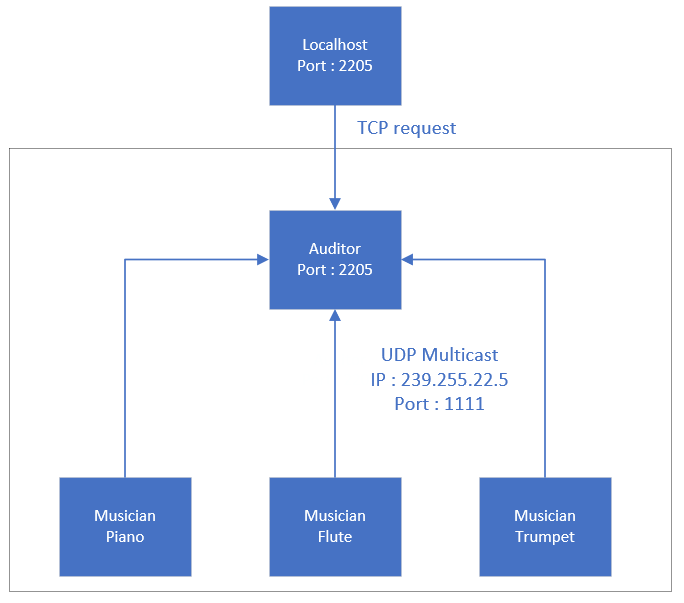 Localhost
Port : 2205
TCP request
Auditor
Port : 2205
UDP Multicast
IP : 239.255.22.5
Port : 1111
Musician
Piano
Musician
Flute
Musician
Trumpet